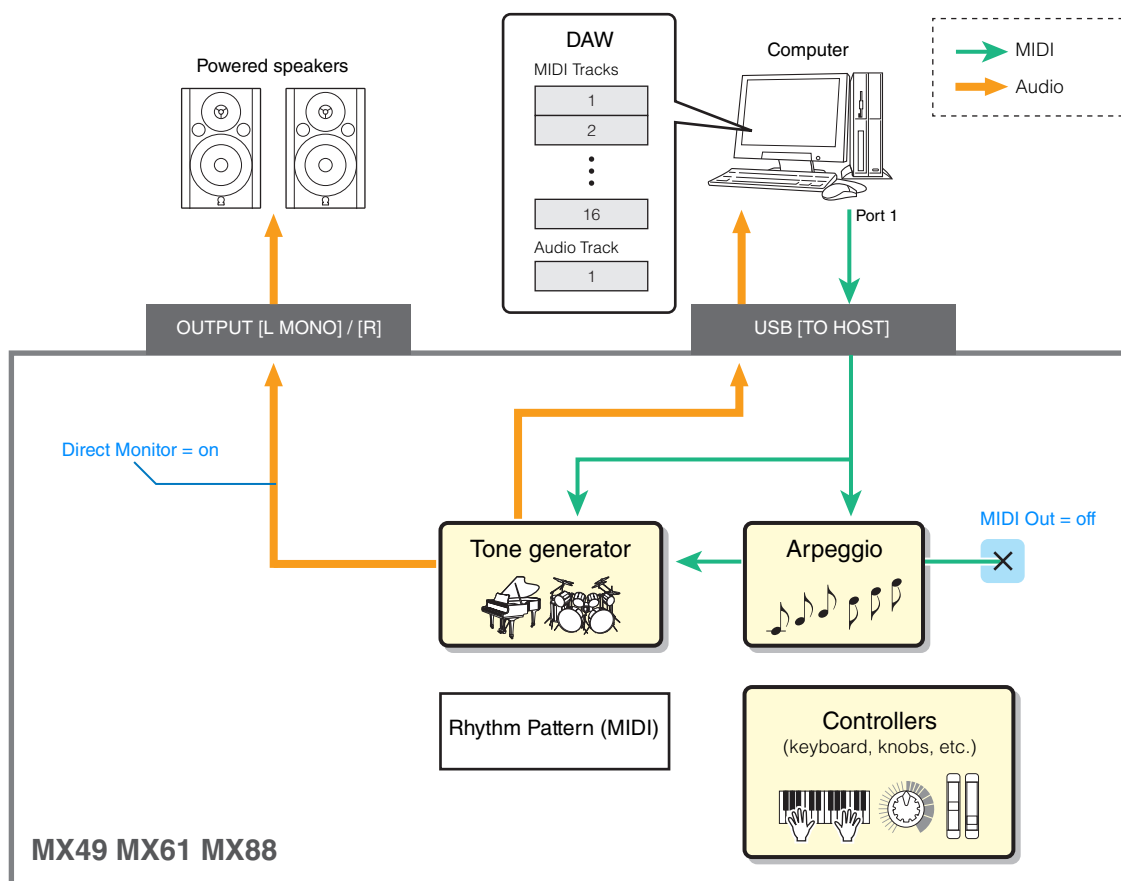 DAW
Computer
MIDI
Powered speakers
MIDI Tracks
Audio
1
2
16
Port 1
Audio Track
1
OUTPUT [L MONO] / [R]
USB [TO HOST]
Direct Monitor = on
MIDI Out = off
Tone generator
Arpeggio
Rhythm Pattern (MIDI)
Controllers
(keyboard, knobs, etc.)
MX49 MX61 MX88